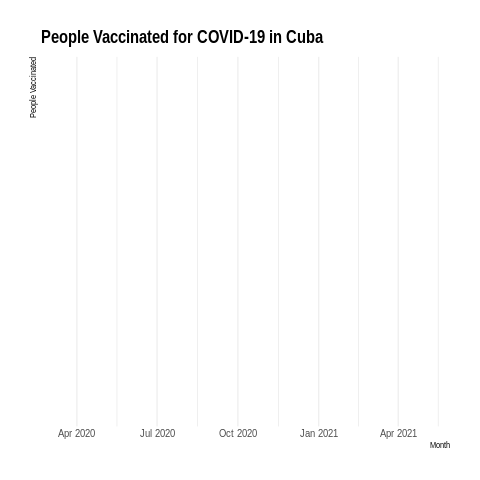 People Vaccinated for COVID-19 in Cuba
People Vaccinated
Apr 2020
Jul 2020
Oct 2020
Jan 2021
Apr 2021
Month